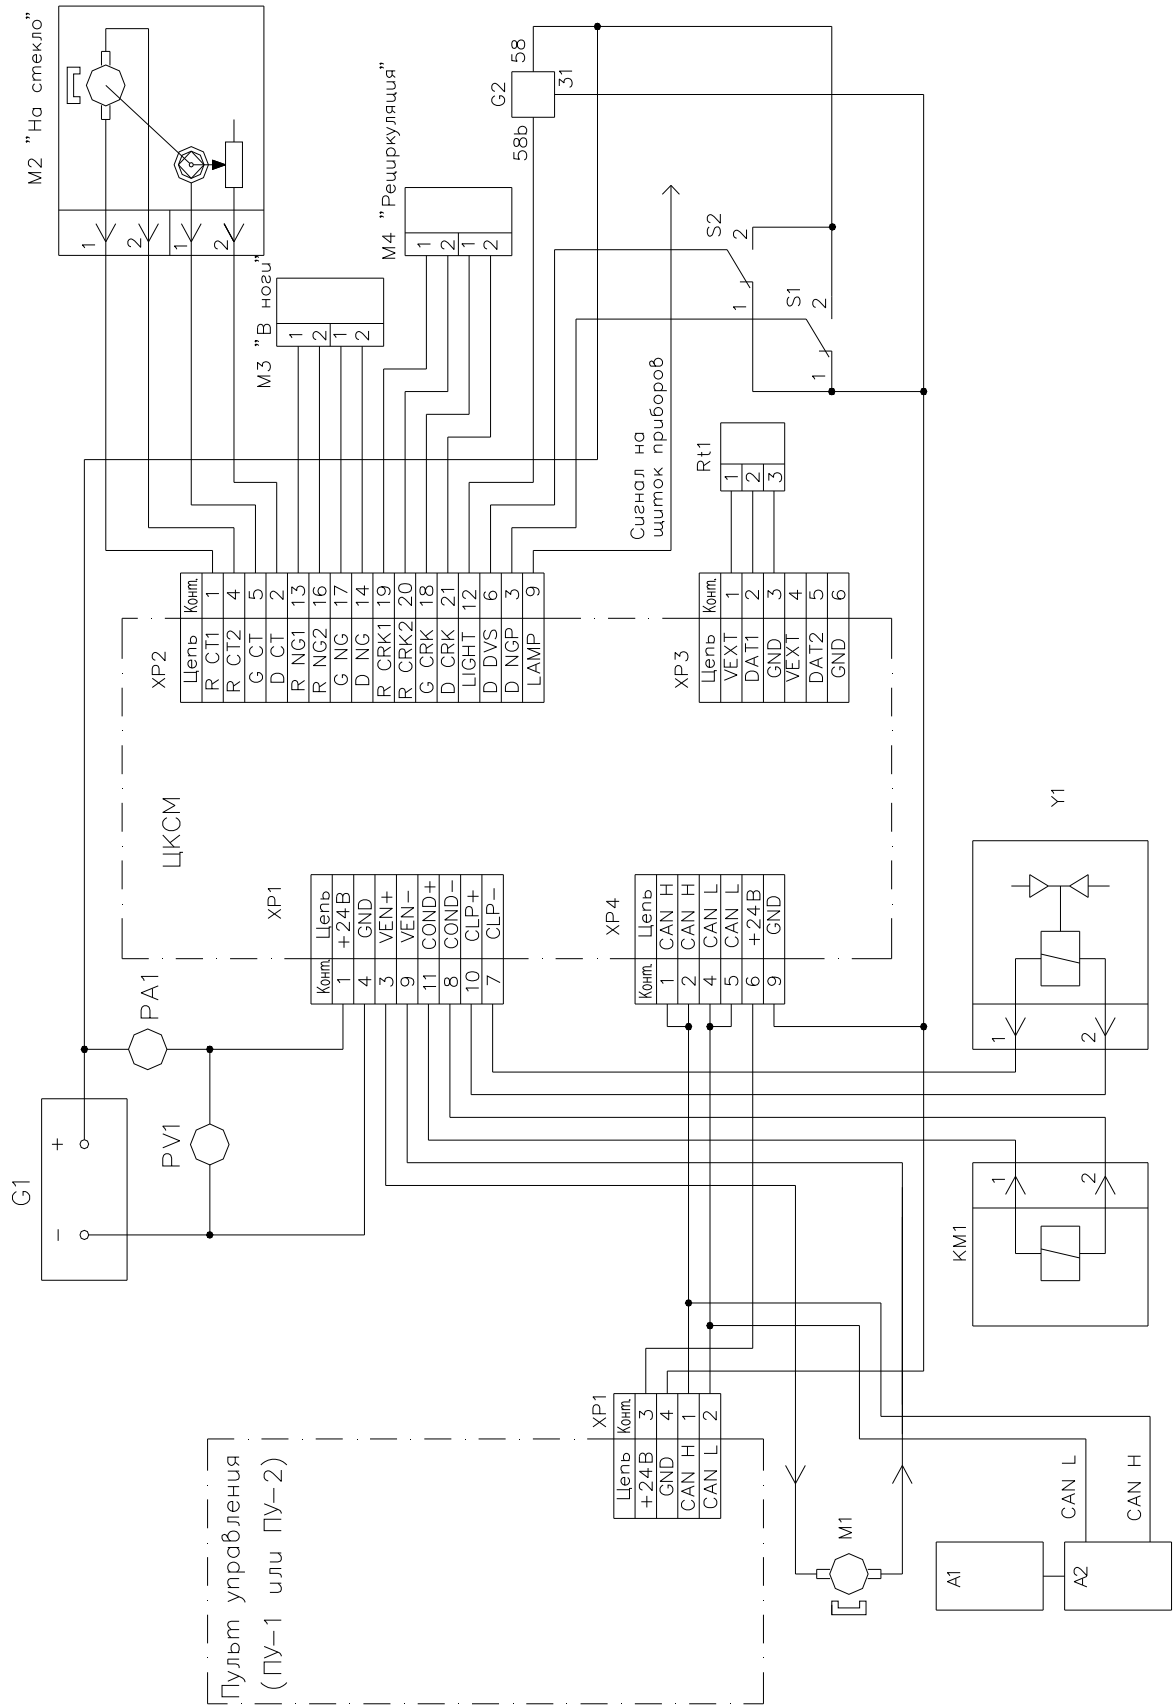 M2 "На стекло"
1
2
1
2
M3 "В ноги"
1
2
1
2
M4 "Рециркуляция"
1
2
1
2
G2
58
31
58b
S2
2
1
S1
2
1
Сигнал на
щиток приборов
Rt1
1
2
3
XP2
Цепь Конт.
R CT1 1
R CT2 4
G CT 5
D CT 2
R NG1 13
R NG2 16
G NG 17
D NG 14
R CRK1 19
R CRK2 20
G CRK 18
D CRK 21
LIGHT 12
D DVS 6
D NGP 3
LAMP 9
XP3
Цепь Конт.
VEXT 1
DAT1 2
GND 3
VEXT 4
DAT2 5
GND 6
ЦКСМ
XP1
Конт. Цепь
1 +24В
4 GND
3 VEN+
9 VEN-
11 COND+
8 COND-
10 CLP+
7 CLP-
XP4
Конт. Цепь
1 CAN H
2 CAN H
4 CAN L
5 CAN L
6 +24В
9 GND
PA1
PV1
G1
+
-
Y1
1
2
KM1
1
2
Пульт управления
(ПУ-1 или ПУ-2)
XP1
Цепь Конт.
+24В 3
GND 4
CAN H 1
CAN L 2
M1
A1
A2
CAN L
CAN H